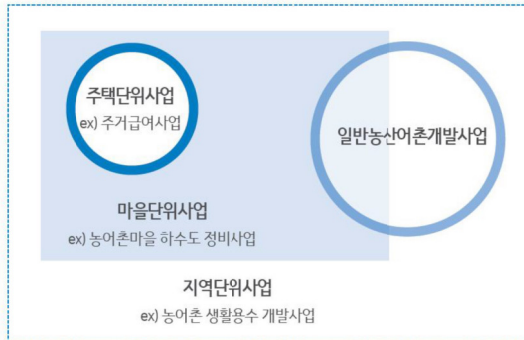 주택단위사업
ex) 주거급여사업
일반농산어촌개발사업
마을단위사업
ex) 농어촌마을 하수도 정비사업
지역단위사업
ex) 농어촌 생활용수 개발사업